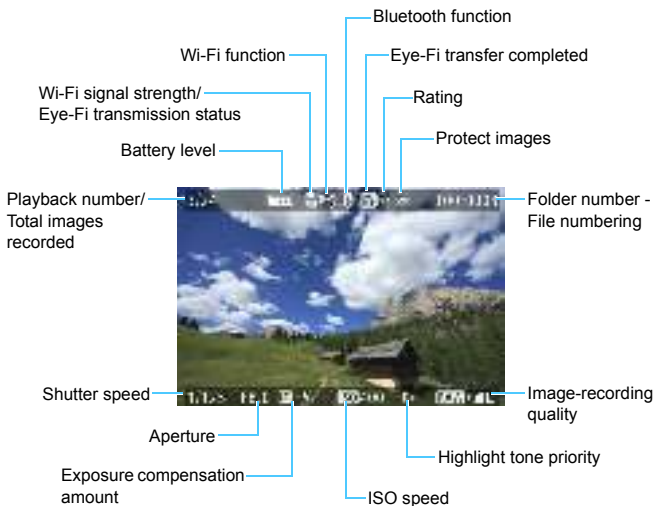 Bluetooth function
Wi-Fi function
Eye-Fi transfer completed
Wi-Fi signal strength/
Eye-Fi transmission status
Rating
Battery level
Protect images
Playback number/
Total images
recorded
Folder number -
File numbering
Shutter speed
Image-recording
quality
Aperture
Highlight tone priority
Exposure compensation
amount
ISO speed